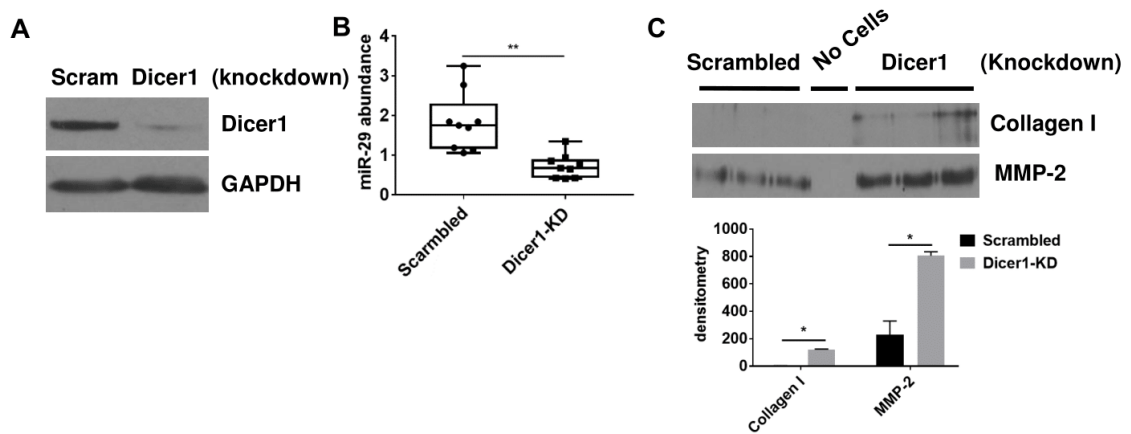 A
Scram Dicer1 (knockdown)
Dicer1
GAPDH
B
miR-29 abundance
4
3
2
1
0
**
Scarmbled
Dicer1-KD
C
Scrambled No Cells Dicer1 (Knockdown)
Collagen I
MMP-2
densitometry
1000
800
600
400
200
0
*
*
Collagen I
MMP-2
Scrambled
Dicer1-KD